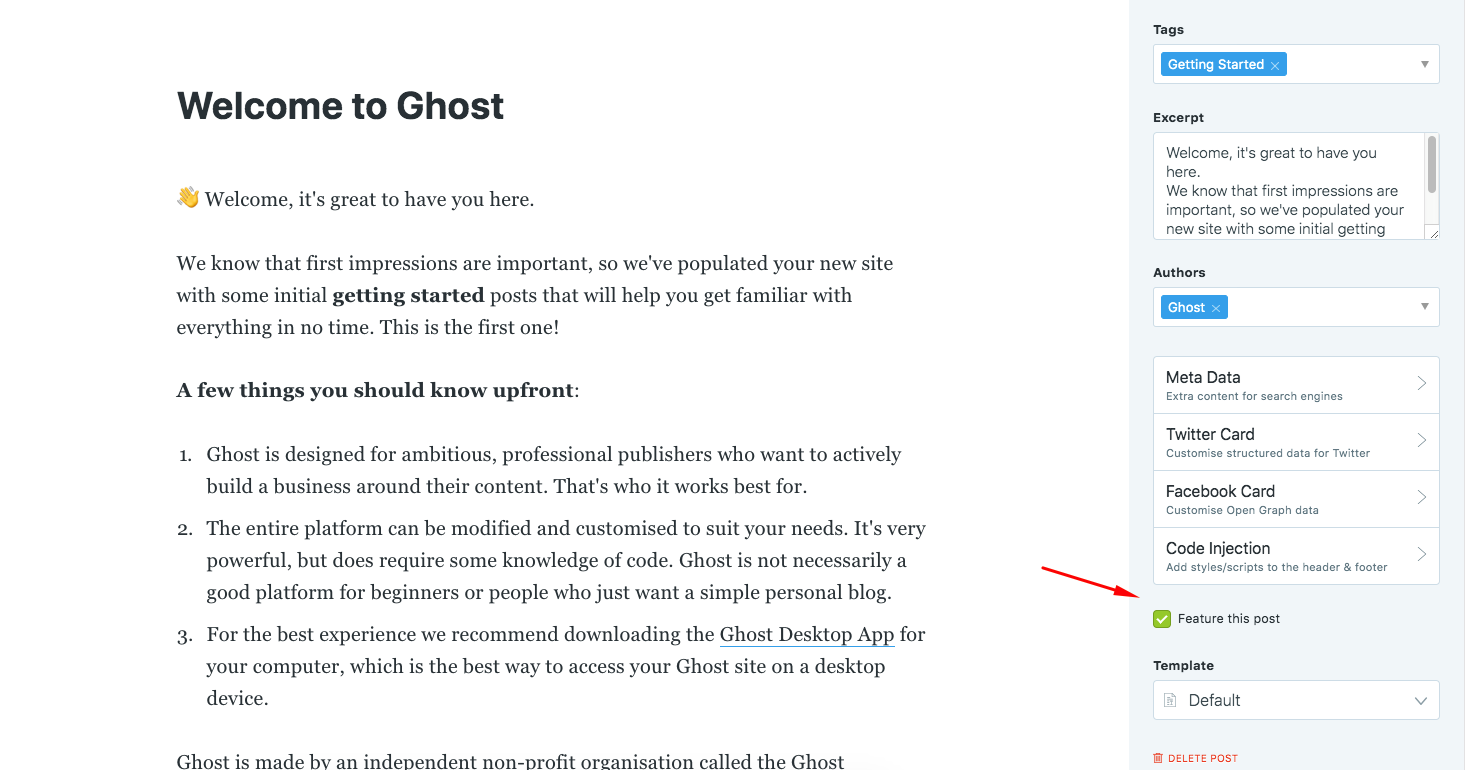 Welcome to Ghost
👋 Welcome, it's great to have you here.
We know that first impressions are important, so we've populated your new site
with some initial getting started posts that will help you get familiar with
everything in no time. This is the first one!
A few things you should know upfront:
1. Ghost is designed for ambitious, professional publishers who want to actively
build a business around their content. That's who it works best for.
2. The entire platform can be modified and customised to suit your needs. It's very
powerful, but does require some knowledge of code. Ghost is not necessarily a
good platform for beginners or people who just want a simple personal blog.
3. For the best experience we recommend downloading the Ghost Desktop App for
your computer, which is the best way to access your Ghost site on a desktop
device.
Ghost is made by an independent non-profit organisation called the Ghost
Tags
Getting Started ×
Excerpt
Welcome, it's great to have you
here.
We know that first impressions are
important, so we've populated your
new site with some initial getting
Authors
Ghost ×
Meta Data
Extra content for search engines
Twitter Card
Customise structured data for Twitter
Facebook Card
Customise Open Graph data
Code Injection
Add styles/scripts to the header & footer
Feature this post
Template
Default
DELETE POST